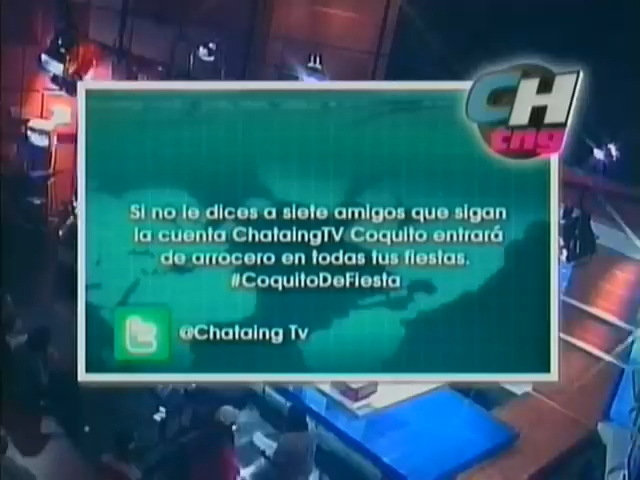 CH
tng
Si no le dices a siete amigos que sigan
la cuenta ChataingTV Coquito entrará
de arrocero en todas tus fiestas.
#CoquitoDeFiesta
@Chataing Tv